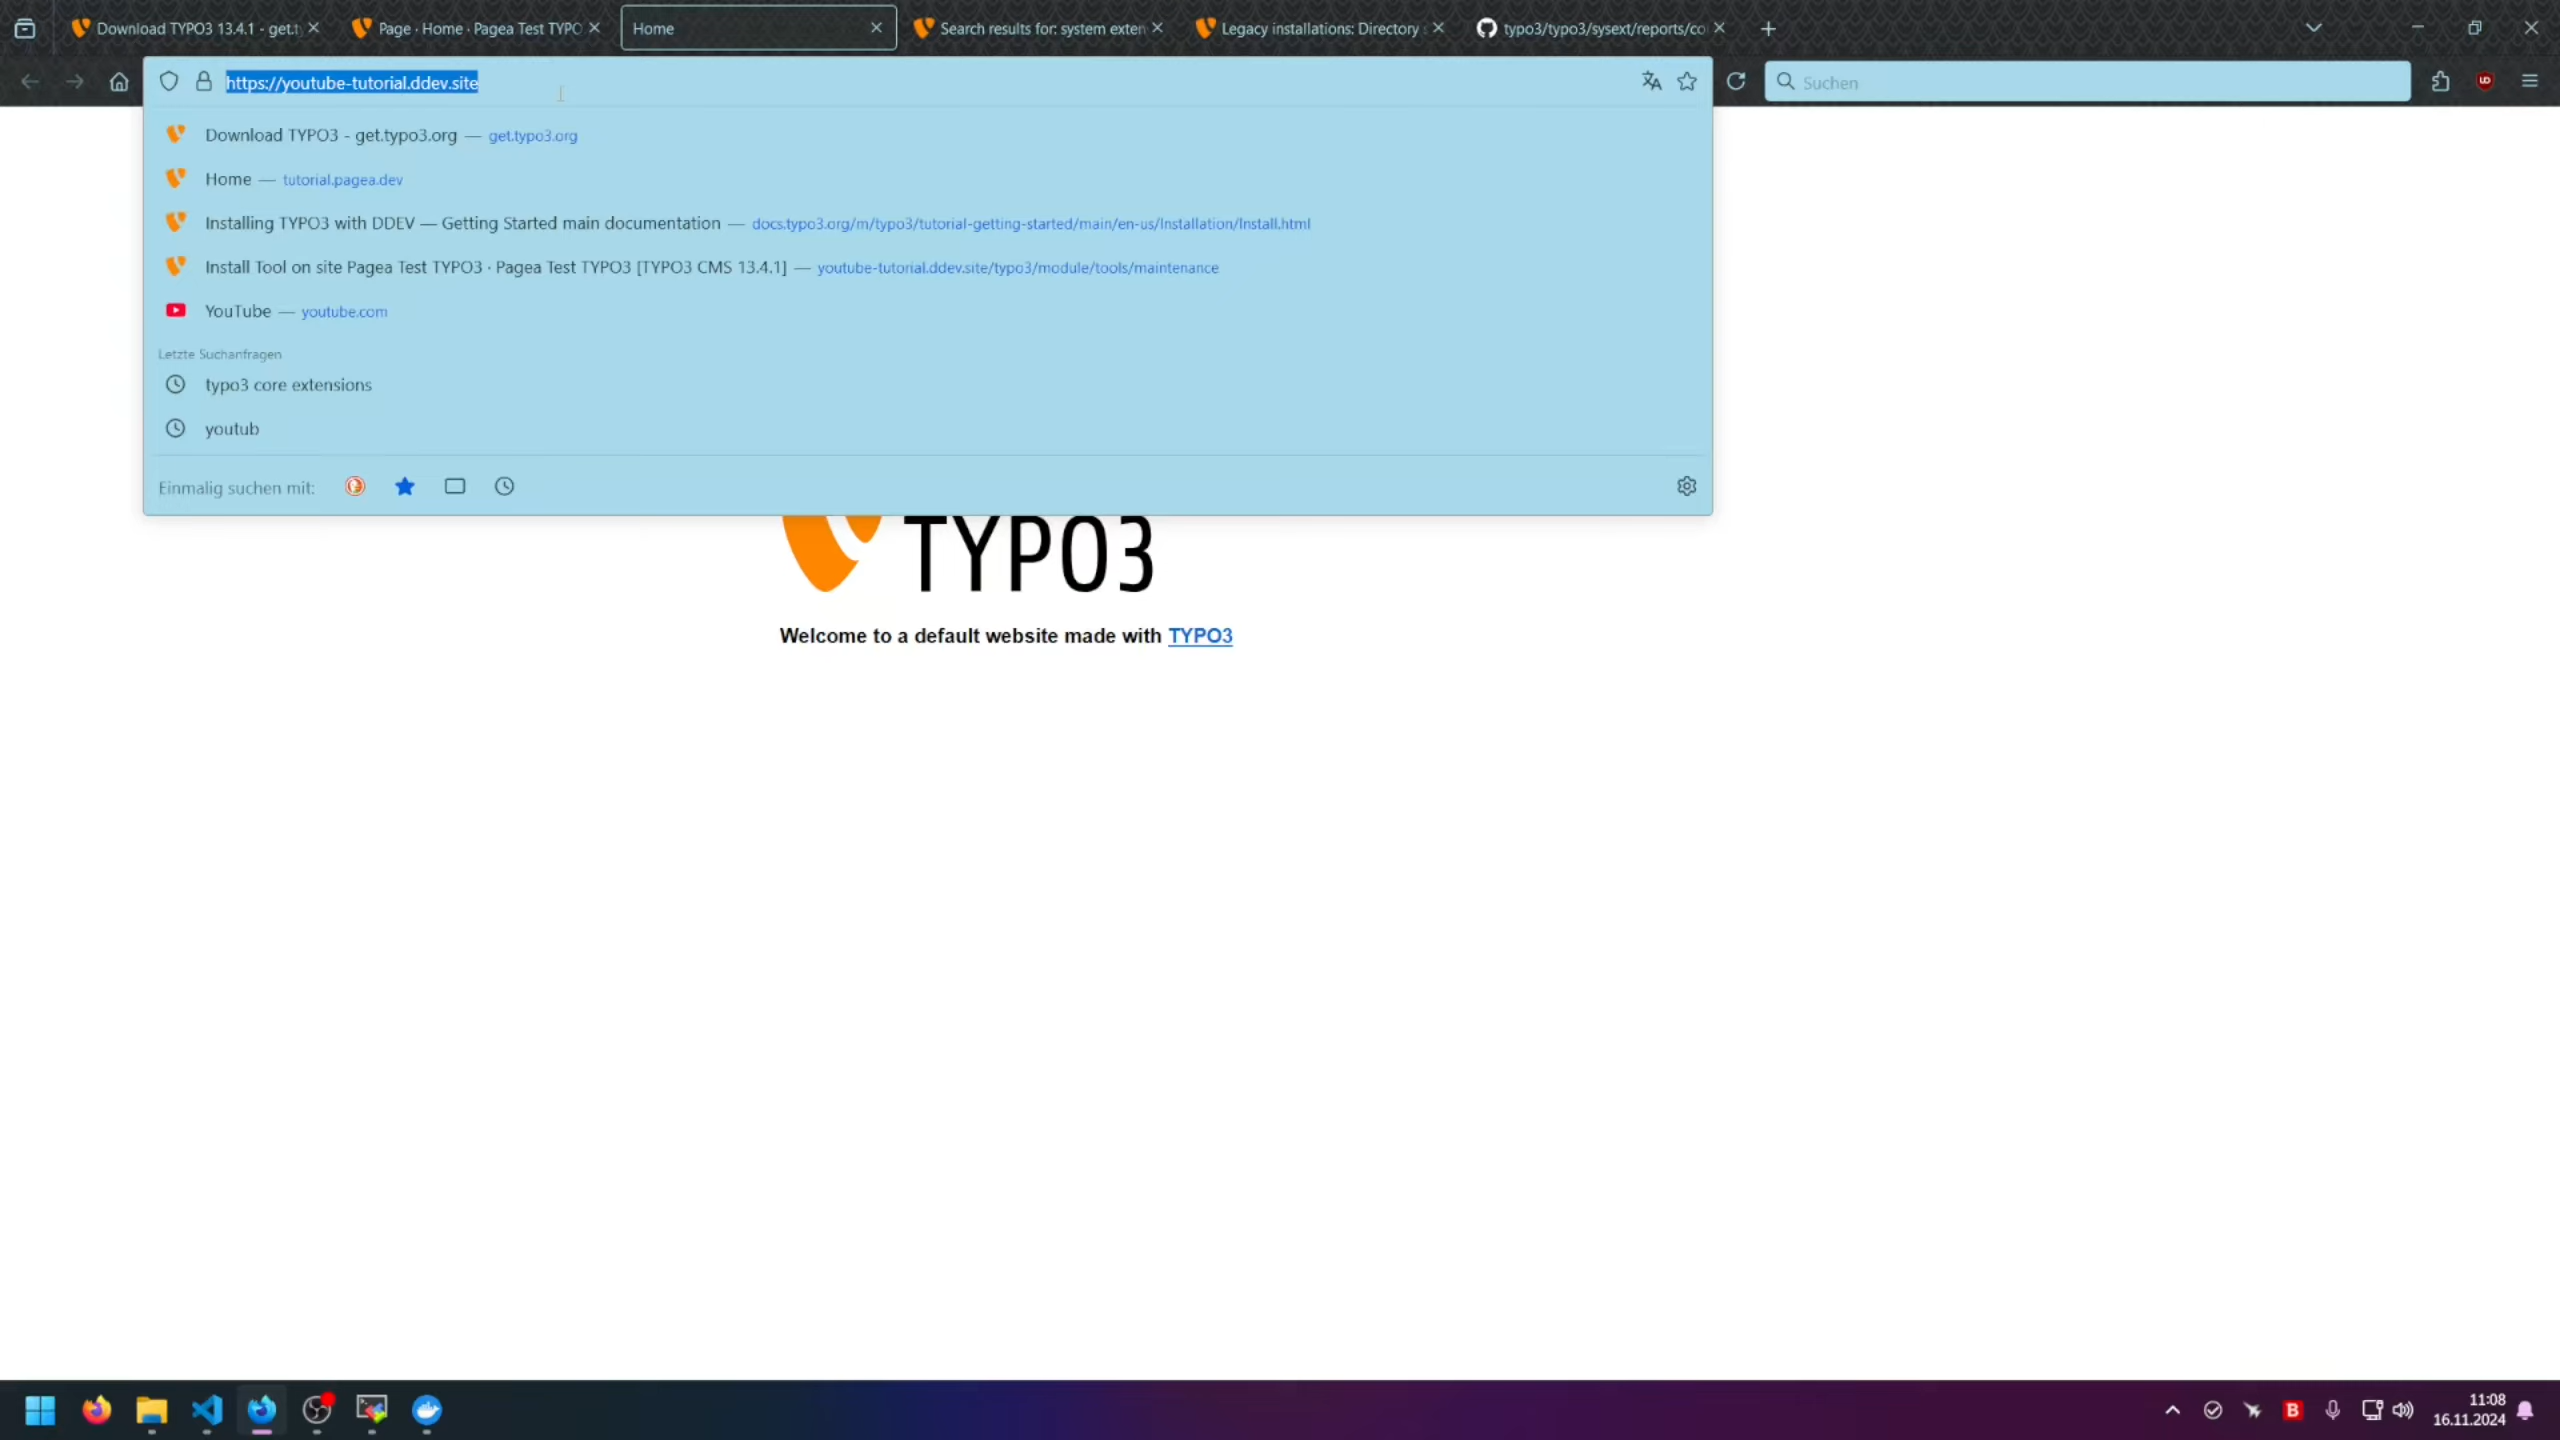 Download TYPO3 13.4.1 - get.t
Page · Home · Pagea Test TYPO
Home
Search results for: system exten
Legacy installations: Directory
typo3/typo3/sysext/reports/co
https://youtube-tutorial.ddev.site
Suchen
Download TYPO3 - get.typo3.org — get.typo3.org
Home — tutorial.pagea.dev
Installing TYPO3 with DDEV — Getting Started main documentation — docs.typo3.org/m/typo3/tutorial-getting-started/main/en-us/Installation/Install.html
Install Tool on site Pagea Test TYPO3 · Pagea Test TYPO3 [TYPO3 CMS 13.4.1] — youtube-tutorial.ddev.site/typo3/module/tools/maintenance
YouTube — youtube.com
Letzte Suchanfragen
typo3 core extensions
youtub
Einmalig suchen mit:
TYPO3
Welcome to a default website made with TYPO3
11:08
16.11.2024